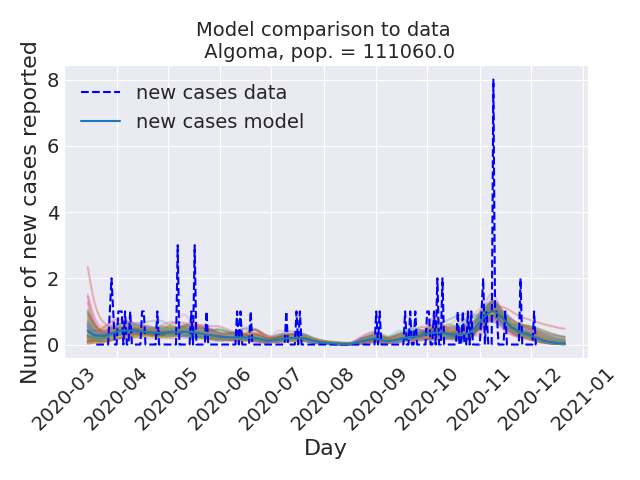 Model comparison to data
Algoma, pop. = 111060.0
Number of new cases reported
8
6
4
2
0
new cases data
new cases model
2020-03
2020-04
2020-05
2020-06
2020-07
2020-08
2020-09
2020-10
2020-11
2020-12
2021-01
Day